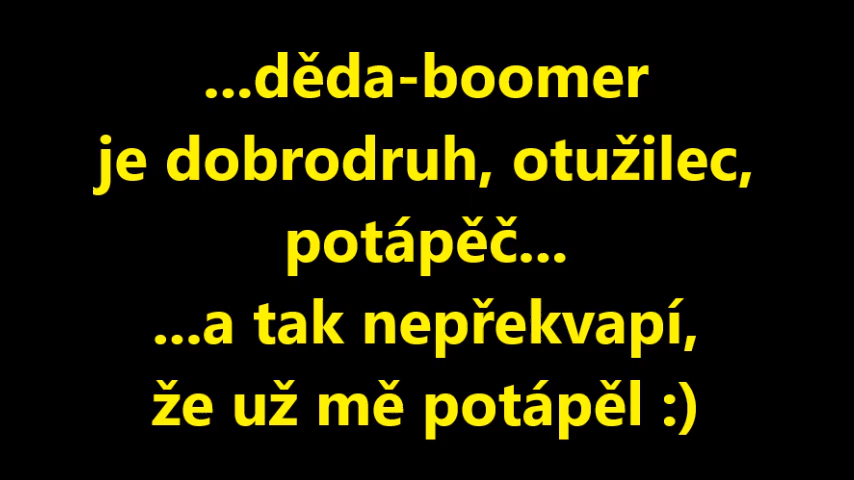 ...děda-boomer
je dobrodruh, otužilec,
potápěč...
...a tak nepřekvapí,
že už mě potápěl :)